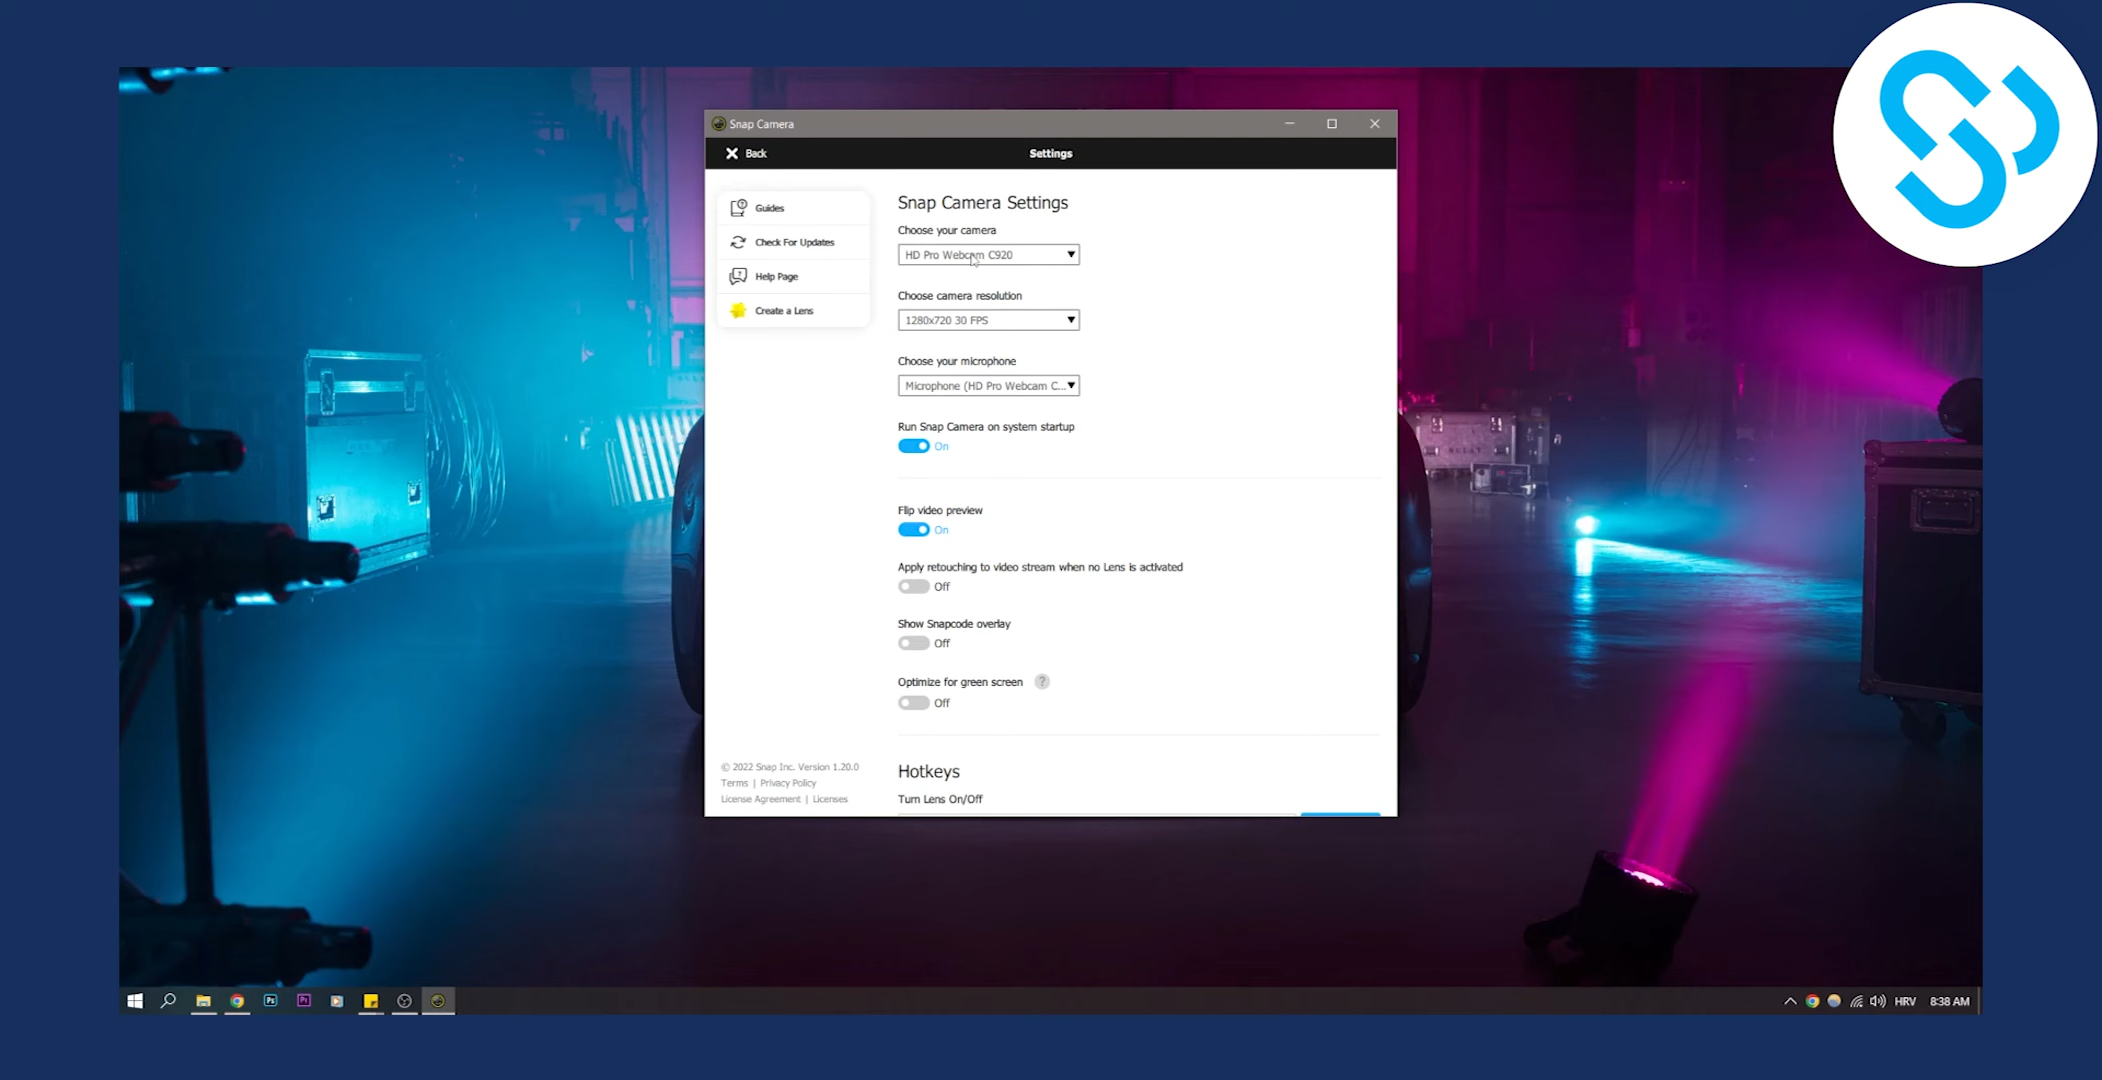 Snap Camera
Back
Settings
Guides
Check For Updates
Help Page
Create a Lens
Snap Camera Settings
Choose your camera
HD Pro Webcam C920
Choose camera resolution
1280x720 30 FPS
Choose your microphone
Microphone (HD Pro Webcam C...
Run Snap Camera on system startup
On
Flip video preview
On
Apply retouching to video stream when no Lens is activated
Off
Show Snapcode overlay
Off
Optimize for green screen ?
Off
Hotkeys
Turn Lens On/Off
© 2022 Snap Inc. Version 1.20.0
Terms | Privacy Policy
License Agreement | Licenses
Ps
Pr
HRV
8:38 AM